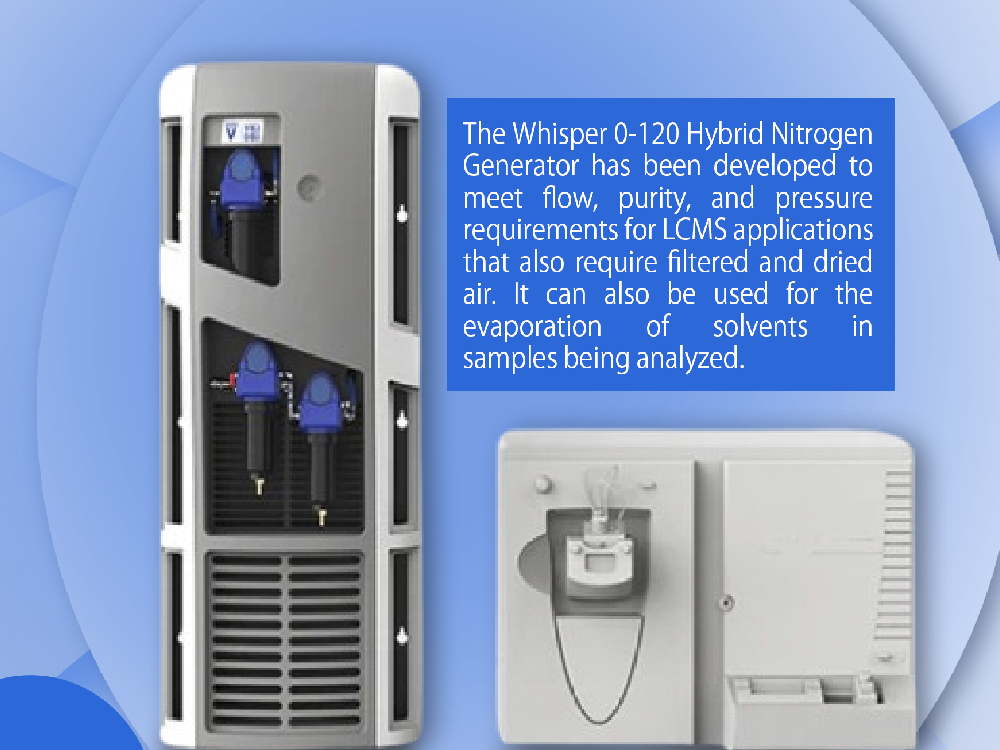 The Whisper 0-120 Hybrid Nitrogen
Generator has been developed to
meet flow, purity, and pressure
requirements for LCMS applications
that also require filtered and dried
air. It can also be used for the
evaporation of solvents in
samples being analyzed.